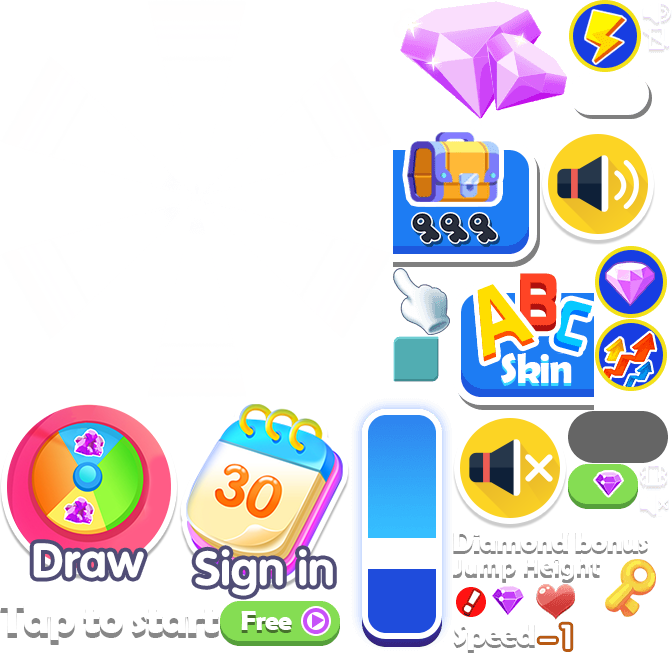 ABC
Skin
30
Draw
Sign in
Diamond bonus
Jump Height
Tap to start
Free
Speed
-1